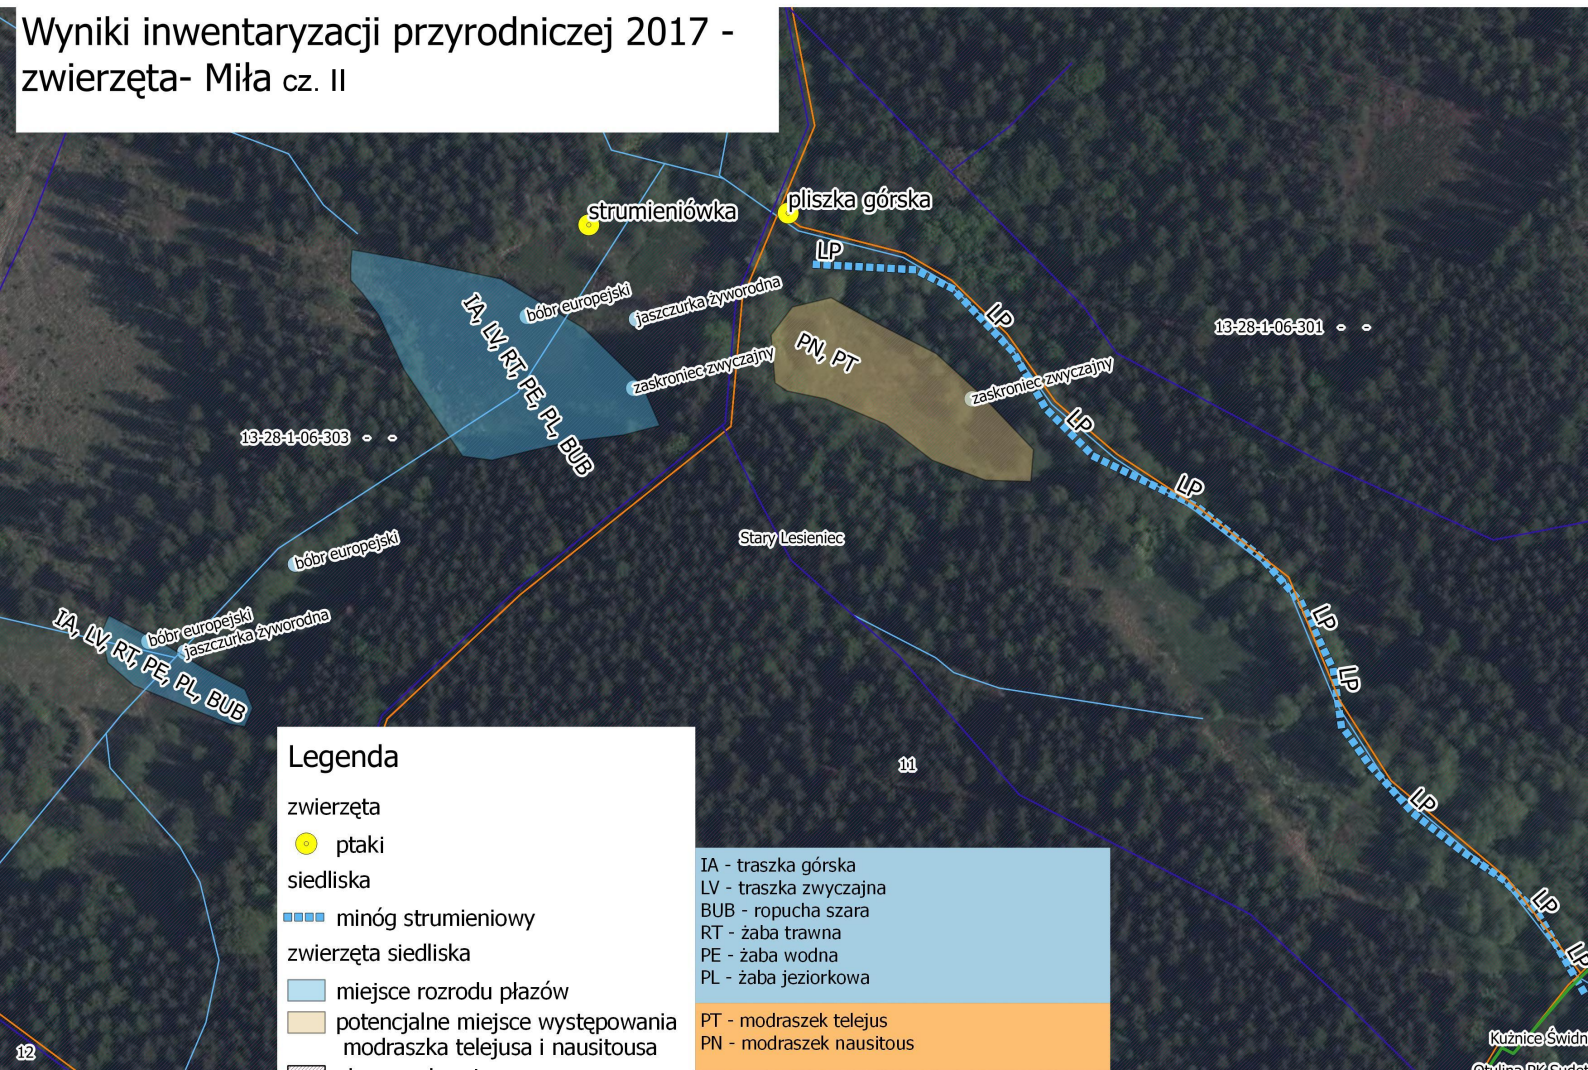 Wyniki inwentaryzacji przyrodniczej 2017 -
zwierzęta- Miła cz. II
strumieniówka
pliszka górska
LP
bóbr europejski
jaszczurka żyworodna
IA, LV, RT, PE, PL, BUB
zaskroniec zwyczajny
PN, PT
LP
13-28-1-06-301 - -
zaskroniec zwyczajny
LP
13-28-1-06-303 - -
LP
Stary Lesieniec
bóbr europejski
bóbr europejski
jaszczurka żyworodna
IA, LV, RT, PE, PL, BUB
LP
LP
11
LP
LP
LP
Legenda
zwierzęta
ptaki
siedliska
minóg strumieniowy
zwierzęta siedliska
miejsce rozrodu płazów
potencjalne miejsce występowania
modraszka telejusa i nausitousa
IA - traszka górska
LV - traszka zwyczajna
BUB - ropucha szara
RT - żaba trawna
PE - żaba wodna
PL - żaba jeziorkowa
PT - modraszek telejus
PN - modraszek nausitous
12
Kuźnice Świdn
Otulina PK Sudet